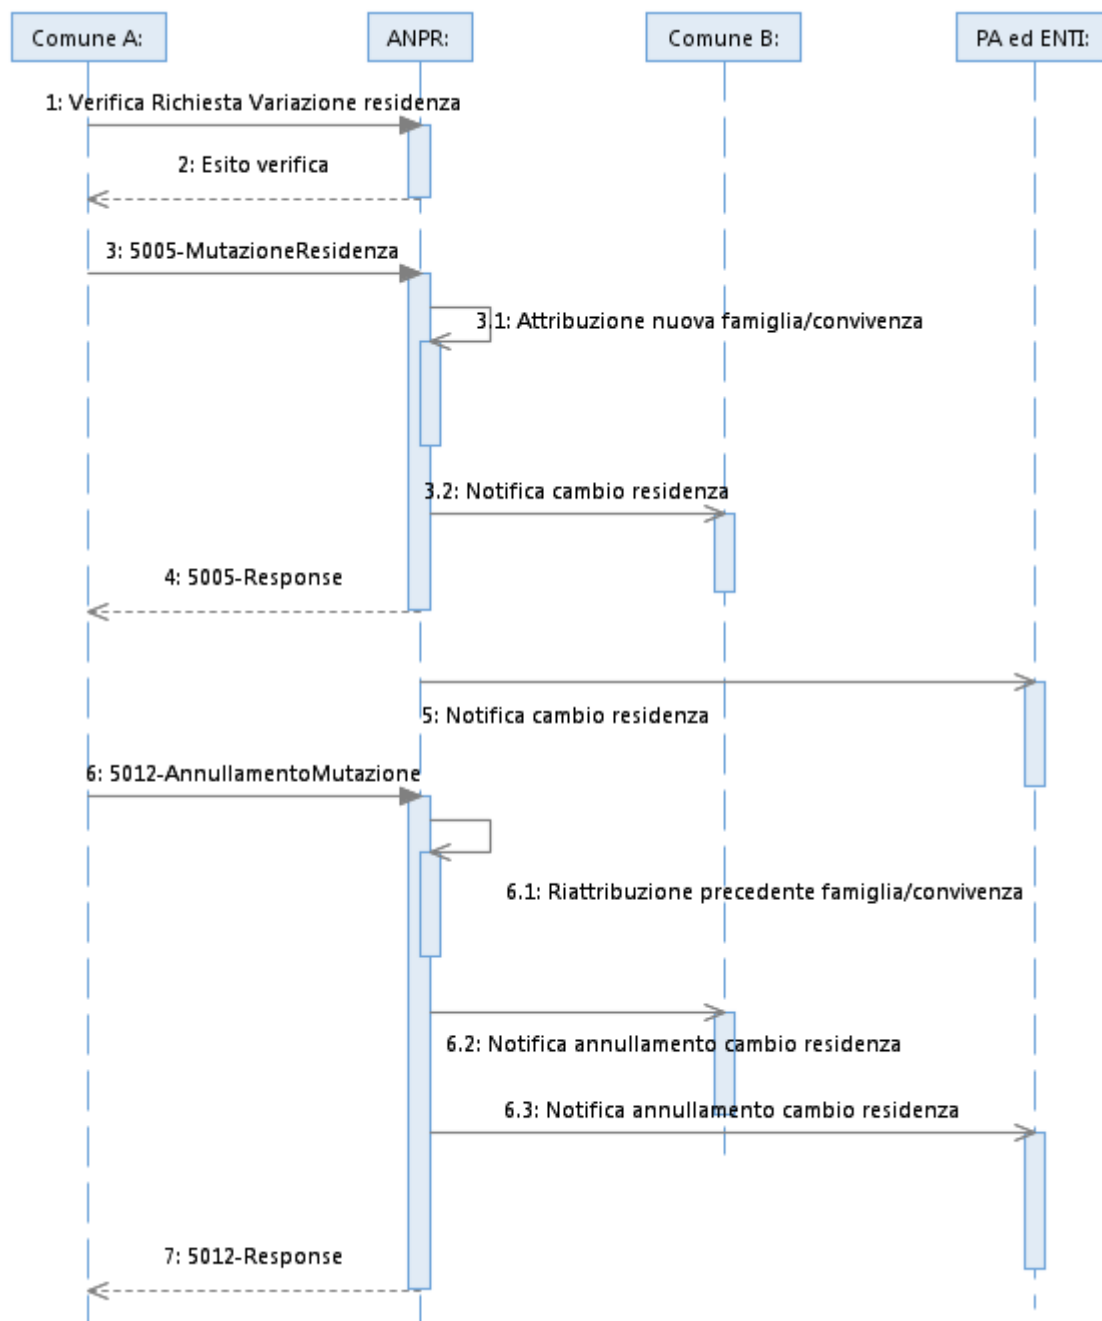 Comune A:
ANPR:
Comune B:
PA ed ENTI:
1: Verifica Richiesta Variazione residenza
2: Esito verifica
3: 5005-MutazioneResidenza
3.1: Attribuzione nuova famiglia/convivenza
3.2: Notifica cambio residenza
4: 5005-Response
5: Notifica cambio residenza
6: 5012-AnnullamentoMutazione
6.1: Riattribuzione precedente famiglia/convivenza
6.2: Notifica annullamento cambio residenza
6.3: Notifica annullamento cambio residenza
7: 5012-Response